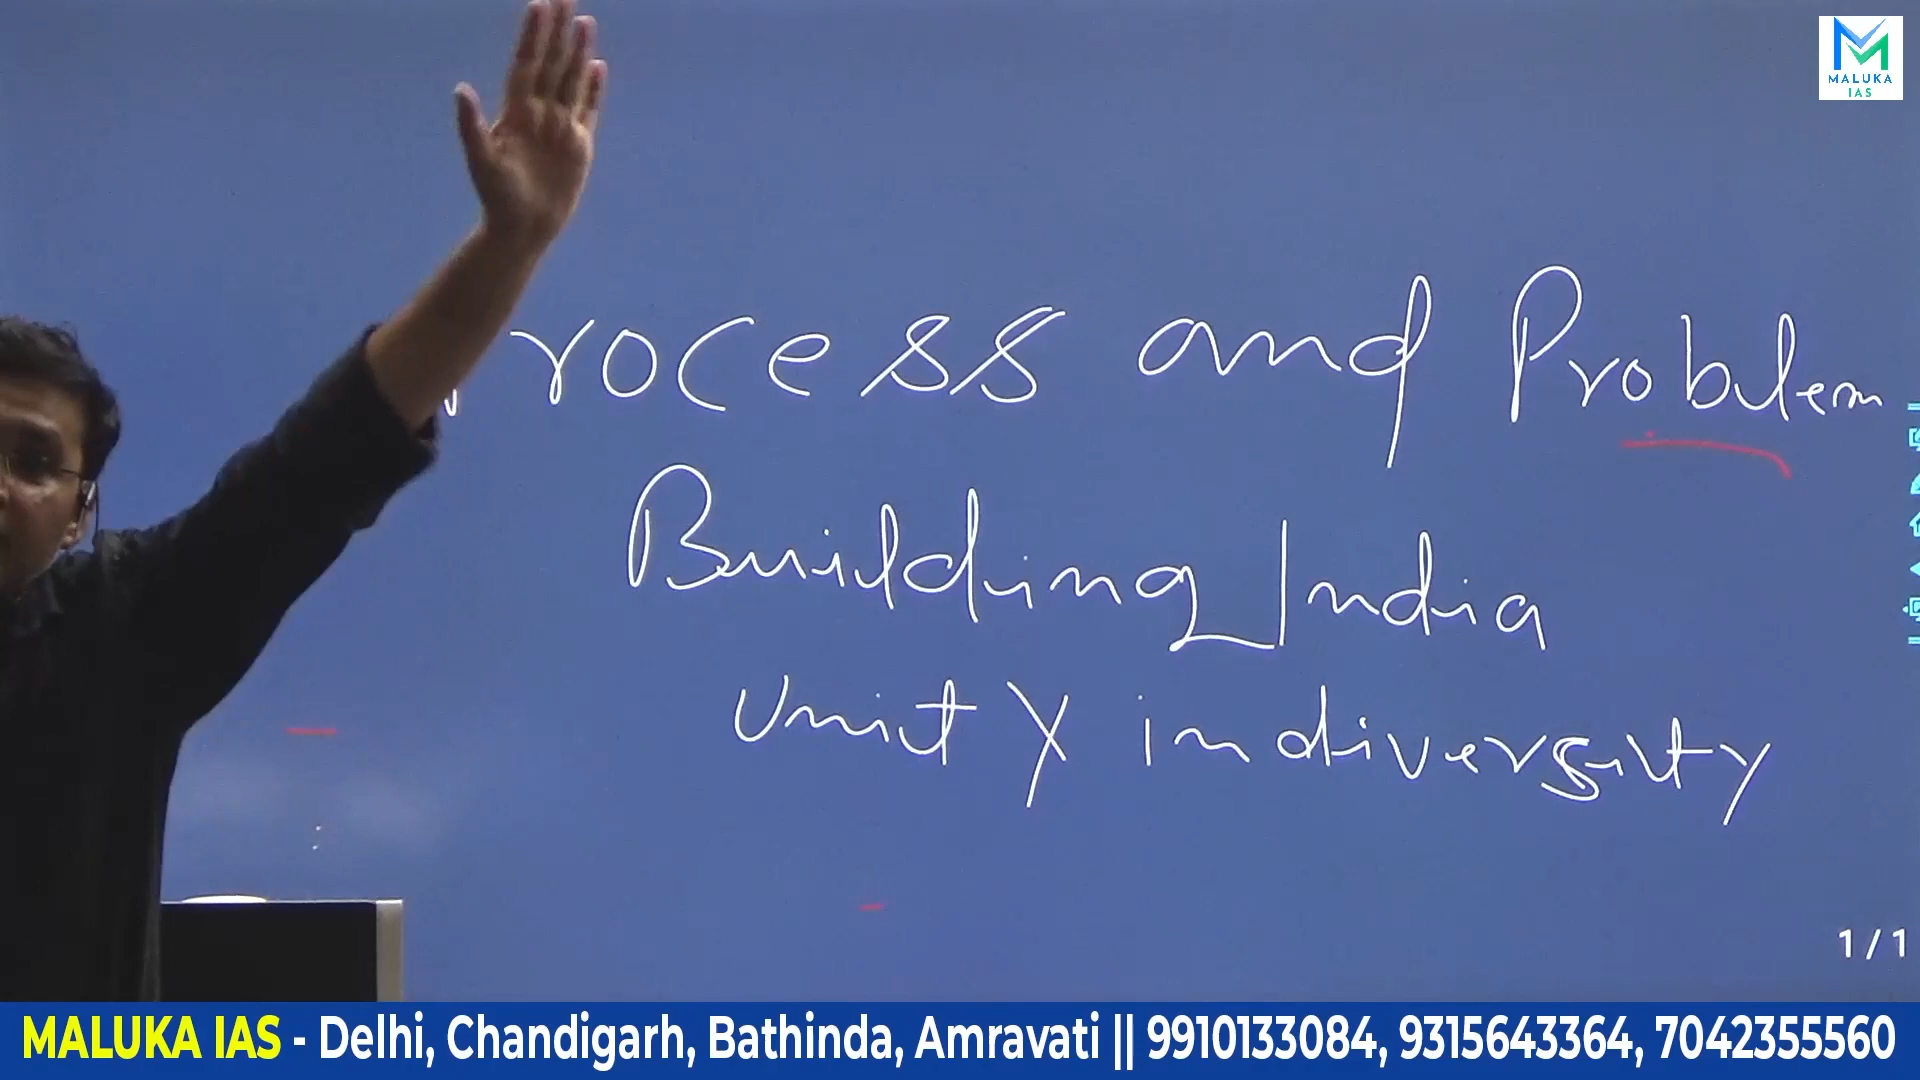 MALUKA
IAS
rocess and Problem
Building India
Unity in diversity
1/1
MALUKA IAS - Delhi, Chandigarh, Bathinda, Amravati || 9910133084, 9315643364, 7042355560